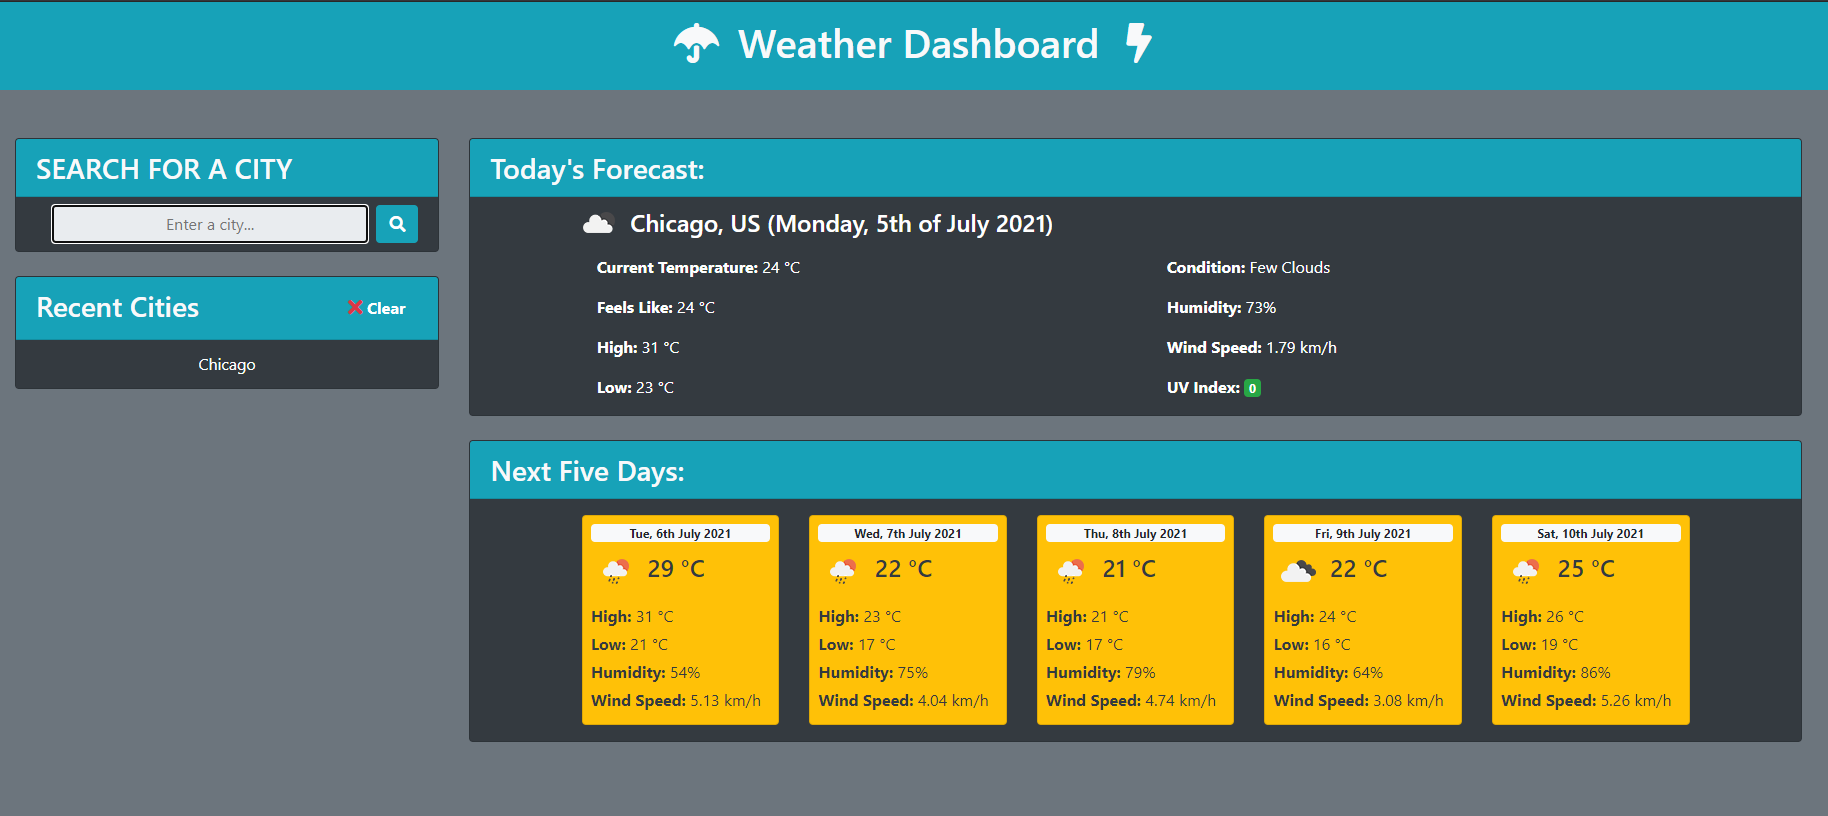 Weather Dashboard
SEARCH FOR A CITY
Enter a city...
Recent Cities
Clear
Chicago
Today's Forecast:
Chicago, US (Monday, 5th of July 2021)
Current Temperature: 24 °C
Feels Like: 24 °C
High: 31 °C
Low: 23 °C
Condition: Few Clouds
Humidity: 73%
Wind Speed: 1.79 km/h
UV Index: 0
Next Five Days:
Tue, 6th July 2021
29 °C
High: 31 °C
Low: 21 °C
Humidity: 54%
Wind Speed: 5.13 km/h
Wed, 7th July 2021
22 °C
High: 23 °C
Low: 17 °C
Humidity: 75%
Wind Speed: 4.04 km/h
Thu, 8th July 2021
21 °C
High: 21 °C
Low: 17 °C
Humidity: 79%
Wind Speed: 4.74 km/h
Fri, 9th July 2021
22 °C
High: 24 °C
Low: 16 °C
Humidity: 64%
Wind Speed: 3.08 km/h
Sat, 10th July 2021
25 °C
High: 26 °C
Low: 19 °C
Humidity: 86%
Wind Speed: 5.26 km/h